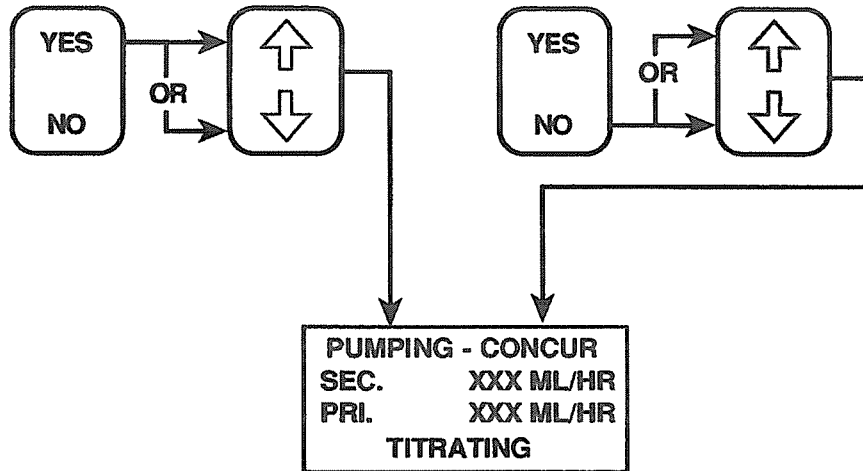 YES
OR
NO
YES
OR
NO
PUMPING - CONCUR
SEC. XXX ML/HR
PRI. XXX ML/HR
TITRATING